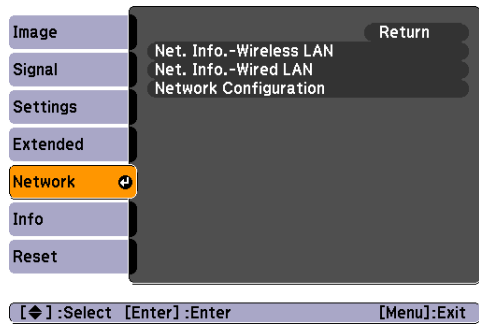 Image
Signal
Settings
Extended
Network
Info
Reset
Return
Net. Info.-Wireless LAN
Net. Info.-Wired LAN
Network Configuration
[◆] :Select [Enter] :Enter [Menu]:Exit